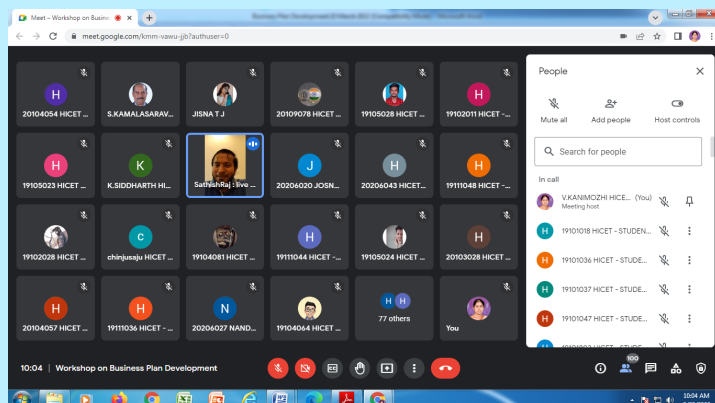 Meet – Workshop on Busine
meet.google.com/kmm-vawu-jjb?authuser=0
H
20104054 HICET ...
S.KAMALASARAV...
JISNA T J
20109078 HICET ...
19105028 HICET ...
H
19102011 HICET -...
H
19105023 HICET ...
K
K.SIDDHARTH HI...
SathishRaj : live ...
J
20206020 JOSN...
H
20206043 HICET...
H
19111048 HICET -...
19102028 HICET ...
C
chinjusaju HICET ...
19104081 HICET ...
H
19111044 HICET -...
19105024 HICET ...
H
20103028 HICET ...
H
20104057 HICET ...
H
19111036 HICET - ...
N
20206027 NAND...
19104064 HICET ...
H H
77 others
You
People
Mute all
Add people
Host controls
Search for people
In call
V.KANIMOZHI HICE... (You)
Meeting host
H
19101018 HICET - STUDEN...
H
19101036 HICET - STUDE...
H
19101037 HICET - STUDE...
H
19101047 HICET - STUDE...
10:04 | Workshop on Business Plan Development
100
10:04 AM